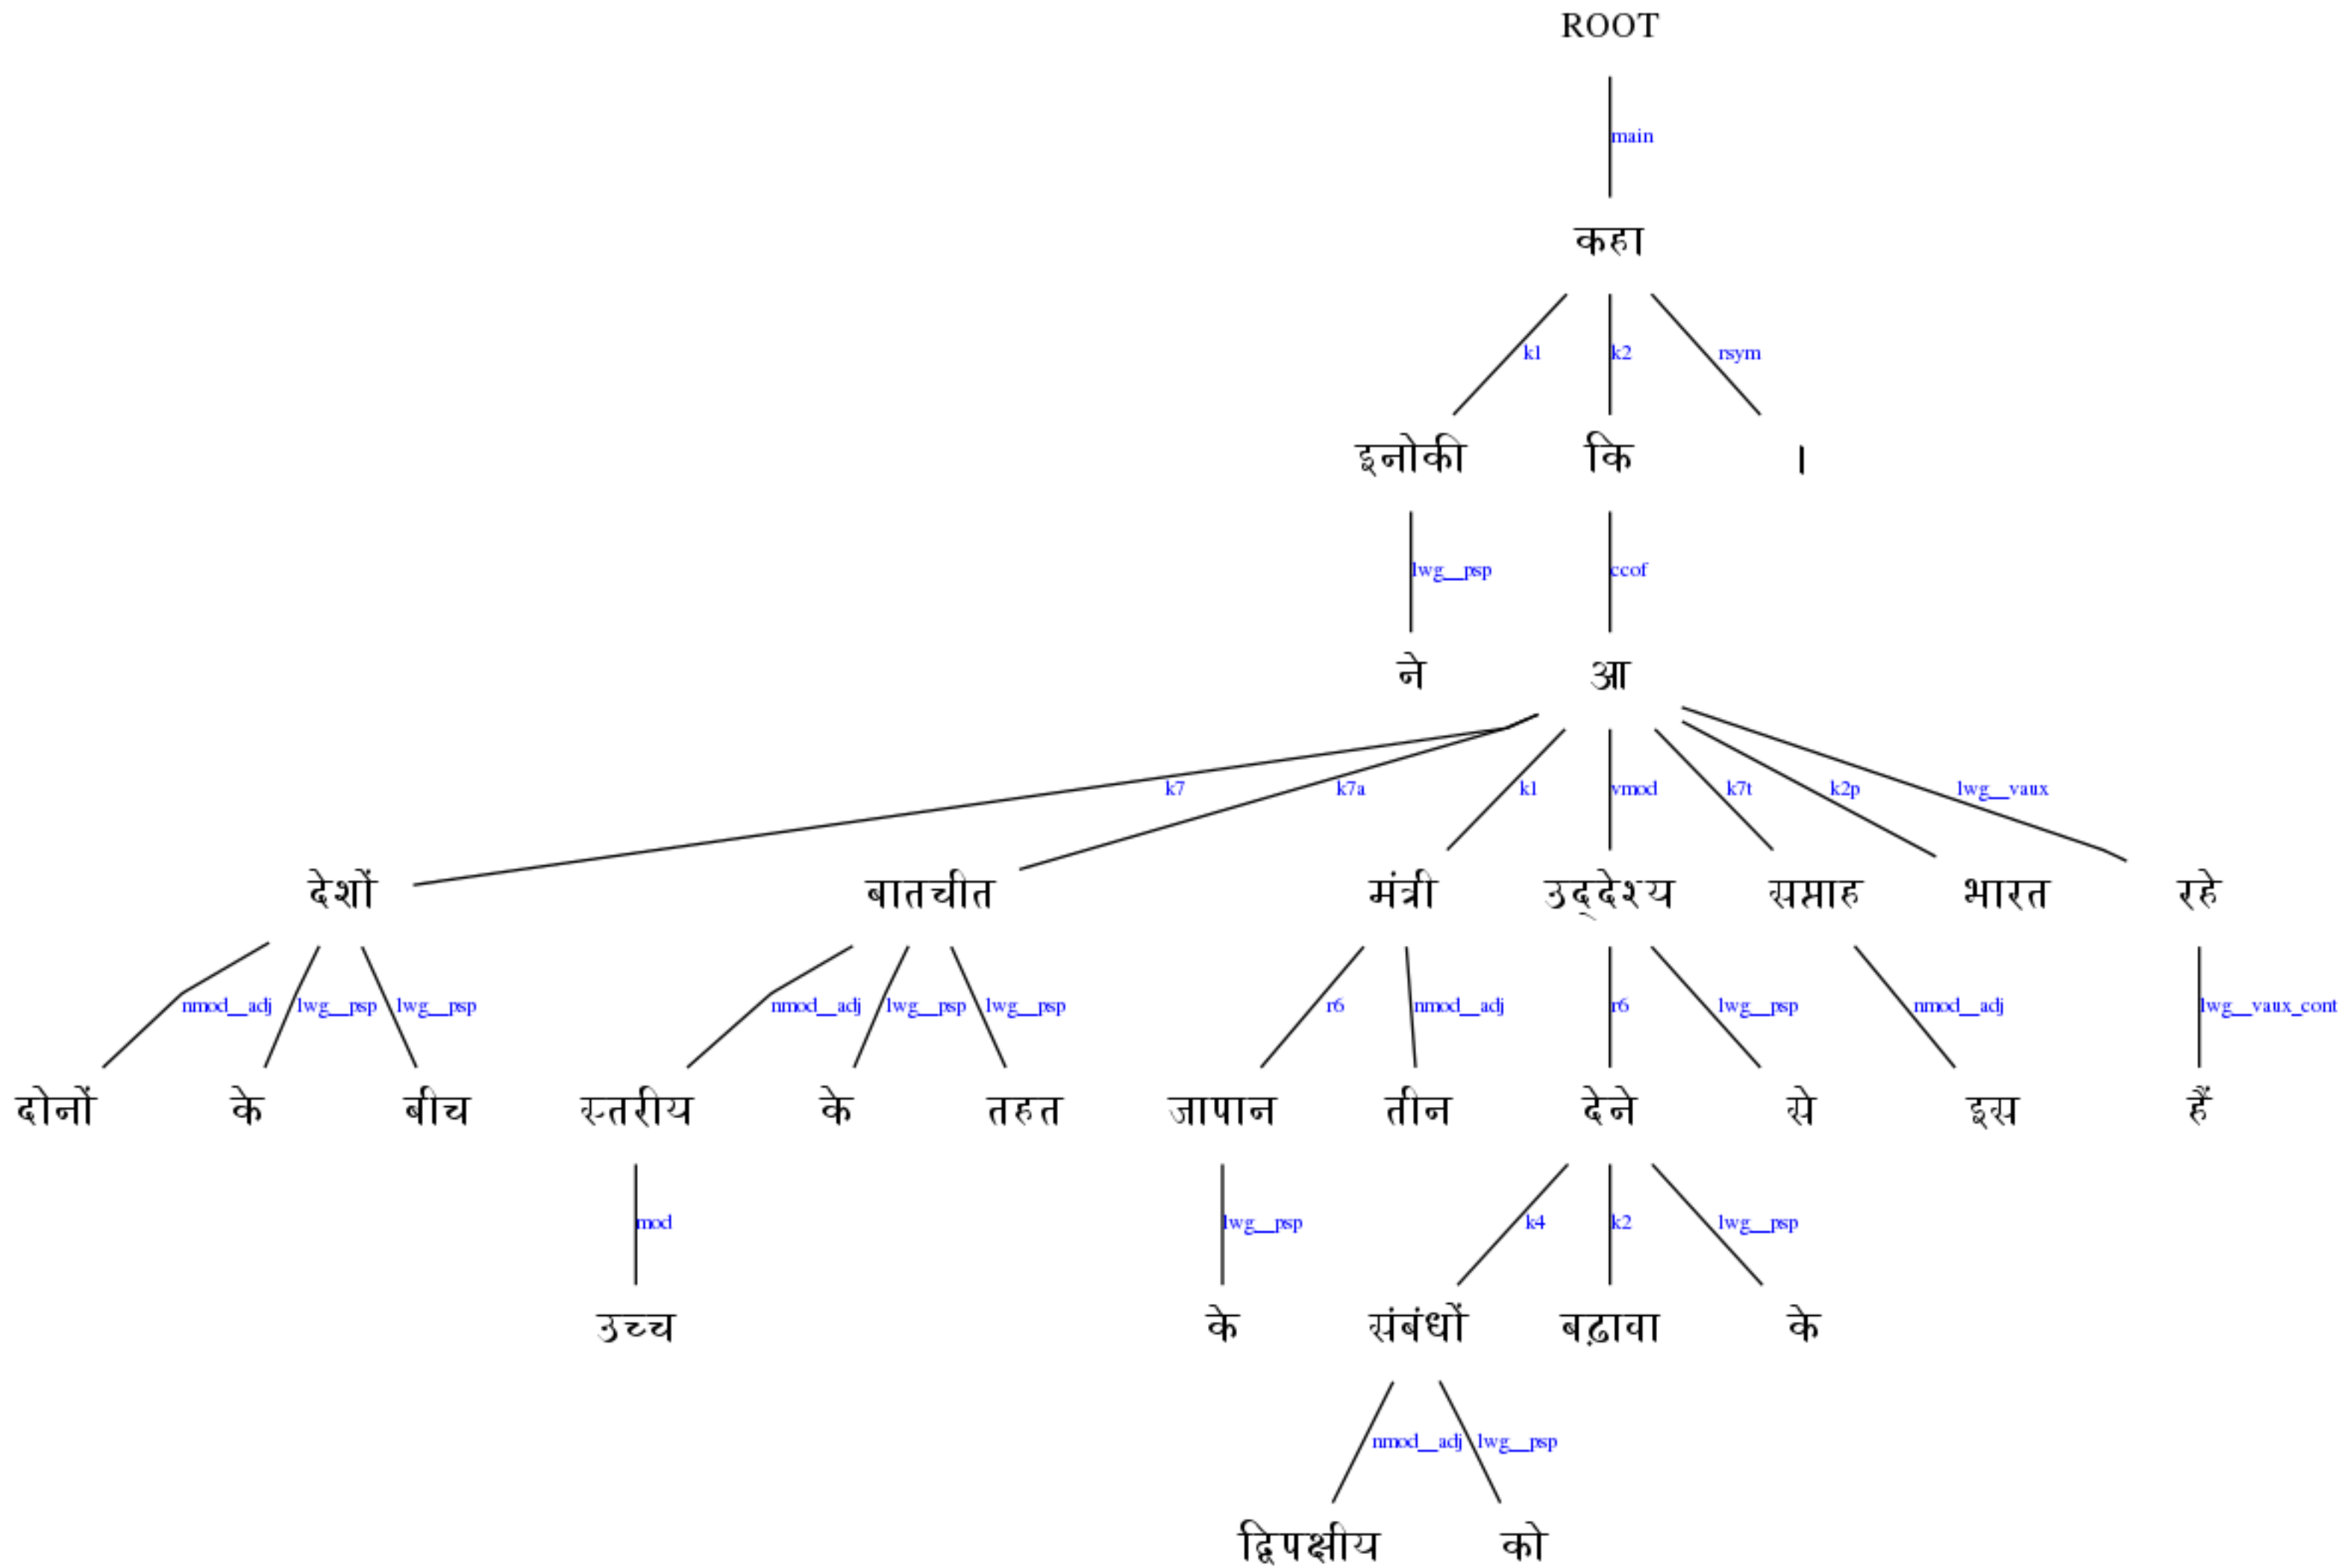 ROOT
main
कहा
k1 k2 rsym
इनोकी कि ।
lwg__psp ccof
ने आ
k7 k7a k1 vmod k7t k2p lwg__vaux
देशों बातचीत मंत्री उद्देश्य सप्ताह भारत रहे
nmod__adj lwg__psp lwg__psp nmod__adj lwg__psp lwg__psp r6 nmod__adj r6 lwg__psp nmod__adj lwg__vaux_cont
दोनों के बीच स्तरीय के तहत जापान तीन देने से इस हैं
mod lwg__psp k4 k2 lwg__psp
उच्च के संबंधों बढ़ावा के
nmod__adj lwg__psp
द्विपक्षीय को